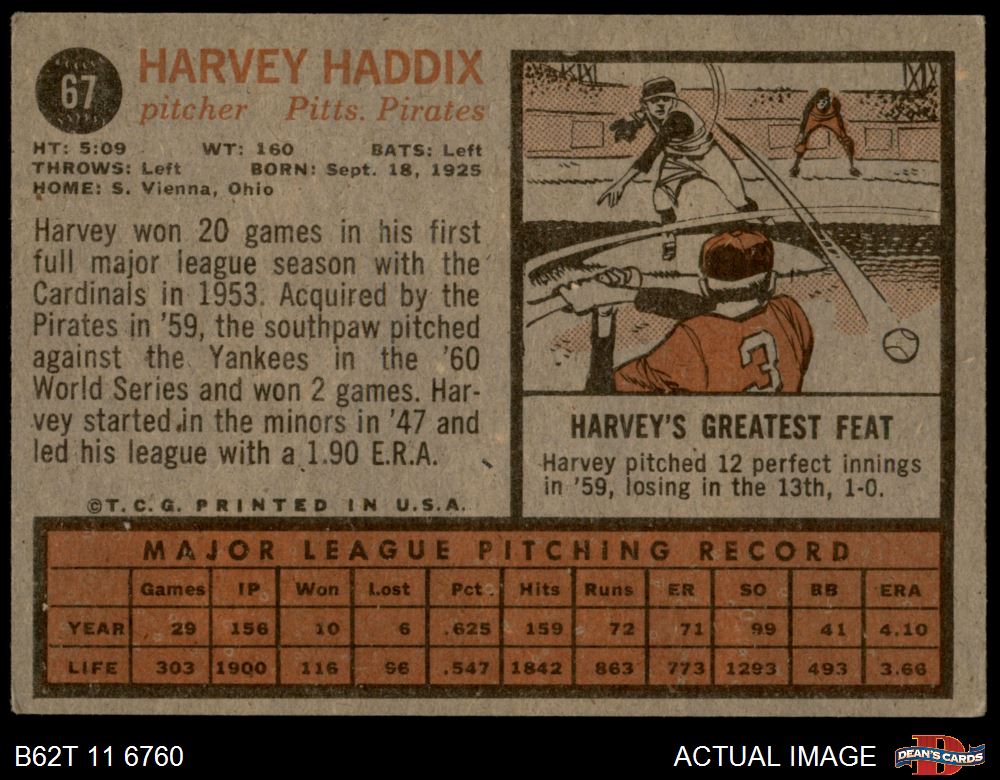 67
HARVEY HADDIX
pitcher Pitts. Pirates
HT: 5:09 WT: 160 BATS: Left
THROWS: Left BORN: Sept. 18, 1925
HOME: S. Vienna, Ohio
Harvey won 20 games in his first
full major league season with the
Cardinals in 1953. Acquired by the
Pirates in '59, the southpaw pitched
against the Yankees in the '60
World Series and won 2 games. Har-
vey started in the minors in '47 and
led his league with a 1.90 E.R.A.
©T. C. G. PRINTED IN U.S.A.
3
HARVEY'S GREATEST FEAT
Harvey pitched 12 perfect innings
in '59, losing in the 13th, 1-0.
MAJOR LEAGUE PITCHING RECORD
Games IP Won Lost Pct. Hits Runs ER SO BB ERA
YEAR 29 156 10 6 .625 159 72 71 99 41 4.10
LIFE 303 1900 116 96 .547 1842 863 773 1293 493 3.66
B62T 11 6760
ACTUAL IMAGE
D
DEAN'S CARDS